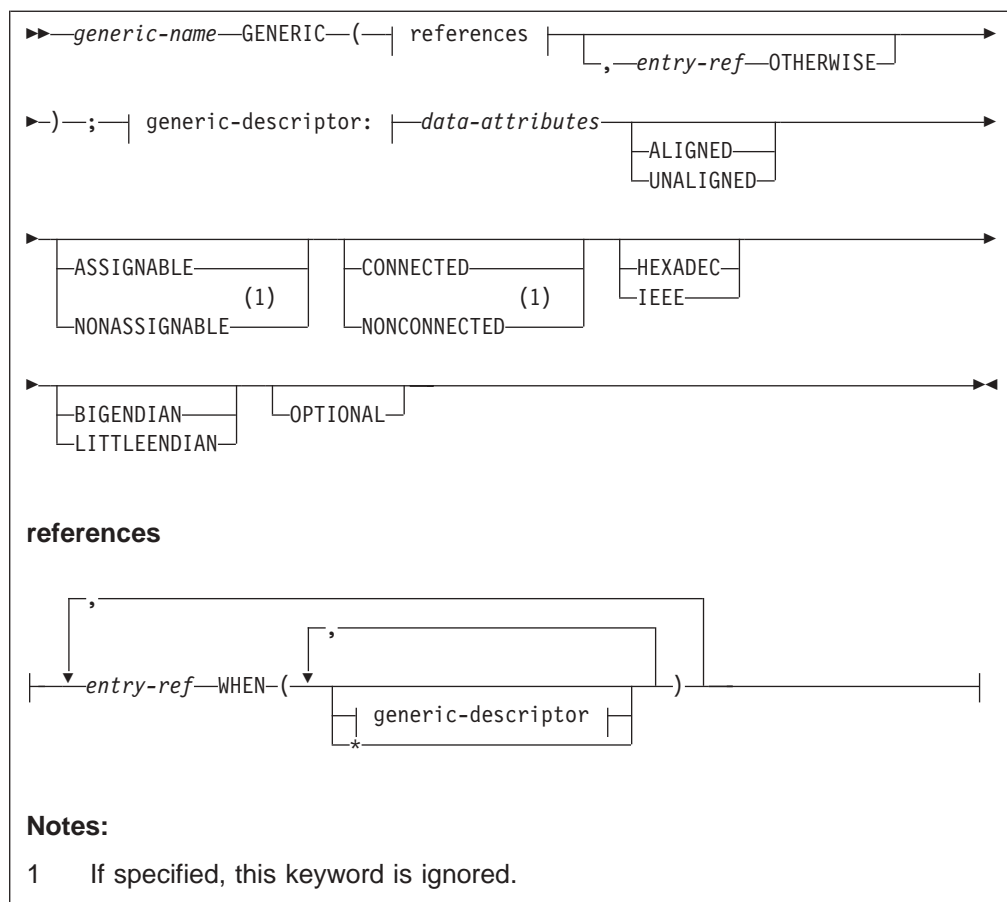 generic-name GENERIC ( references
, entry-ref OTHERWISE
) ; generic-descriptor: data-attributes
ALIGNED
UNALIGNED
ASSIGNABLE CONNECTED HEXADEC
(1) (1) IEEE
NONASSIGNABLE NONCONNECTED
BIGENDIAN OPTIONAL
LITTLEENDIAN
references
,
,
entry-ref WHEN ( )
generic-descriptor
*
Notes:
1 If specified, this keyword is ignored.